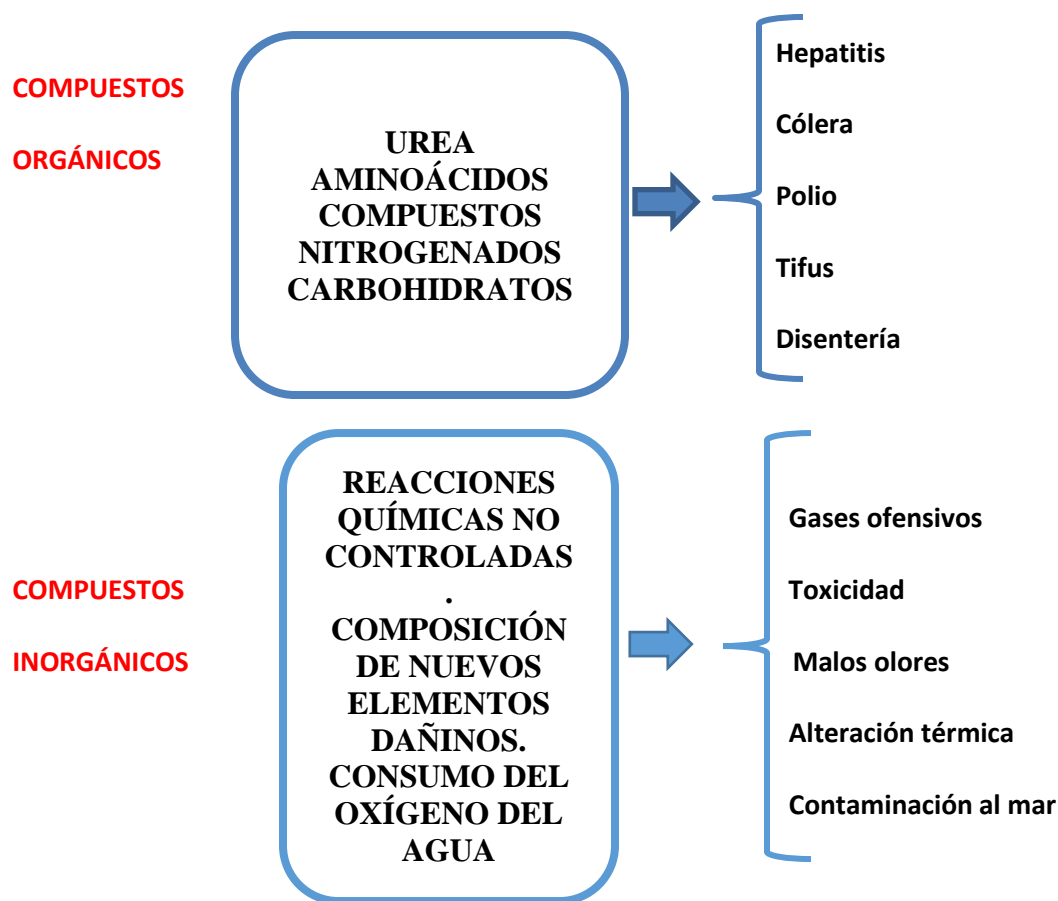 COMPUESTOS
ORGÁNICOS
UREA
AMINOÁCIDOS
COMPUESTOS
NITROGENADOS
CARBOHIDRATOS
Hepatitis
Cólera
Polio
Tifus
Disentería
COMPUESTOS
INORGÁNICOS
REACCIONES
QUÍMICAS NO
CONTROLADAS
.
COMPOSICIÓN
DE NUEVOS
ELEMENTOS
DAÑINOS.
CONSUMO DEL
OXÍGENO DEL
AGUA
Gases ofensivos
Toxicidad
Malos olores
Alteración térmica
Contaminación al mar